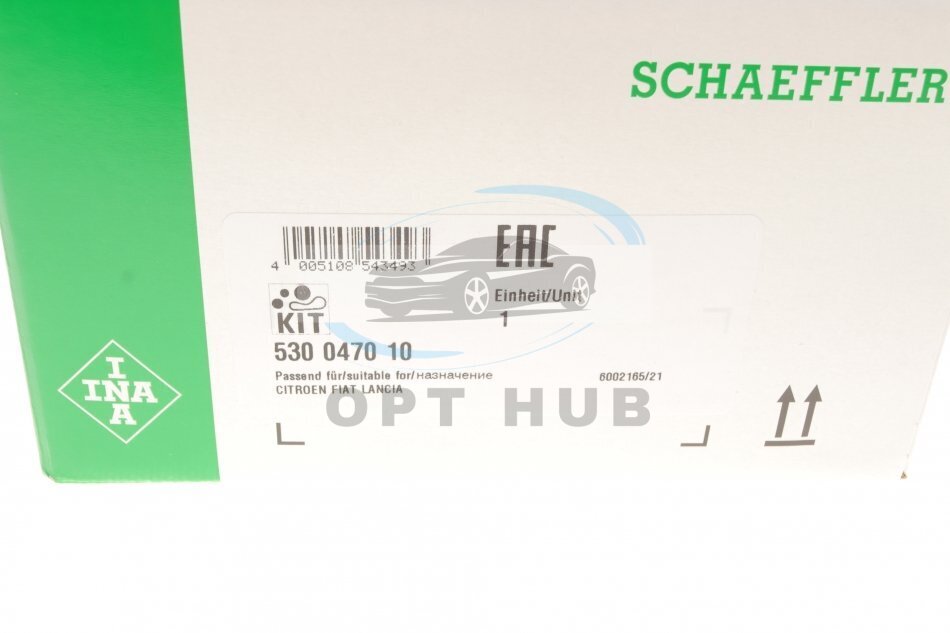 SCHAEFFLER
EAC
4 005108 543493
Einheit/Unit
1
KIT
530 0470 10
Passend für/suitable for/назначение
6002165/21
CITROEN FIAT LANCIA
OPT HUB
INA
INA